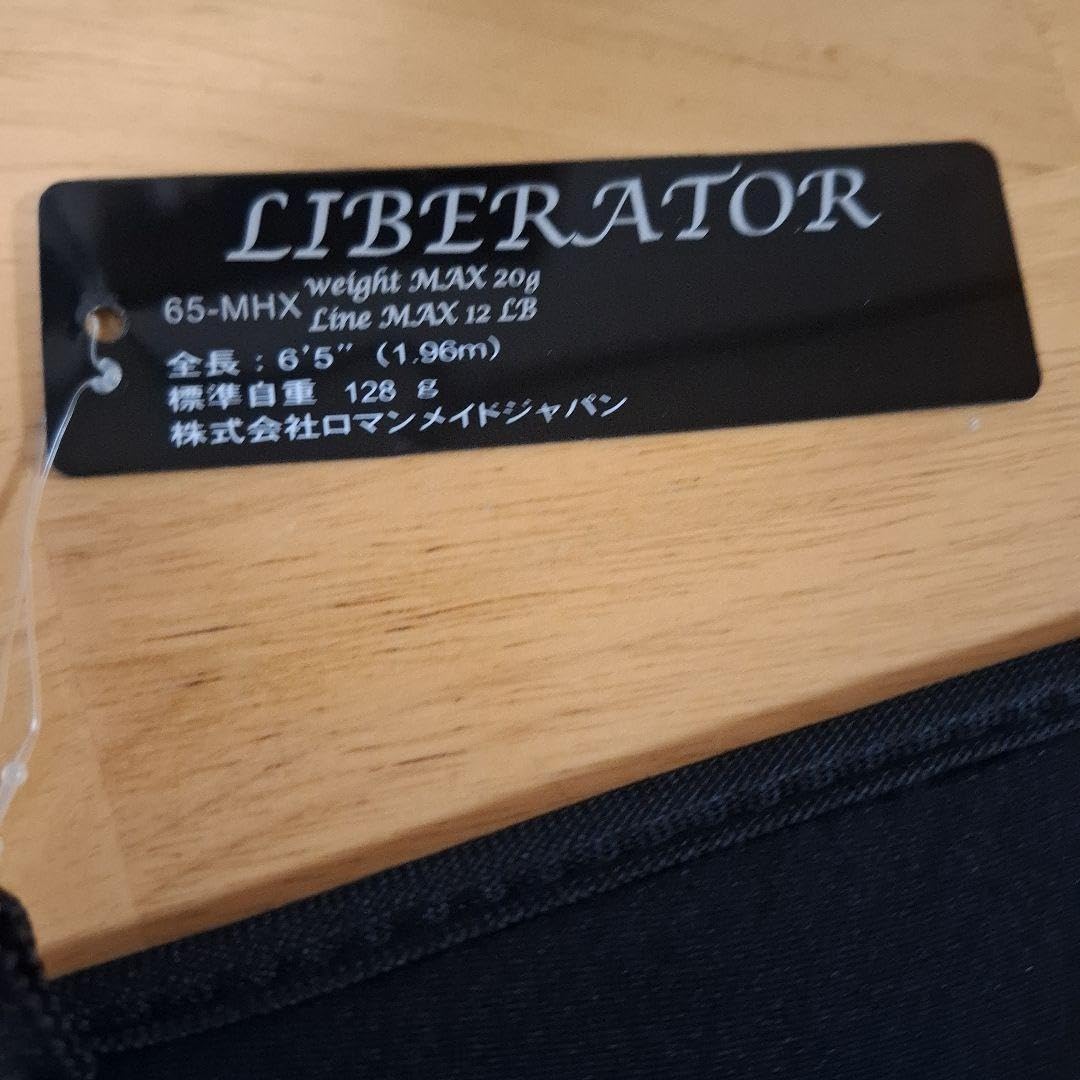 LIBERATOR
65-MHX weight MAX 20g
Line MAX 12 LB
全長：6'5"（1.96m）
標準自重 128 g
株式会社ロマンメイドジャパン